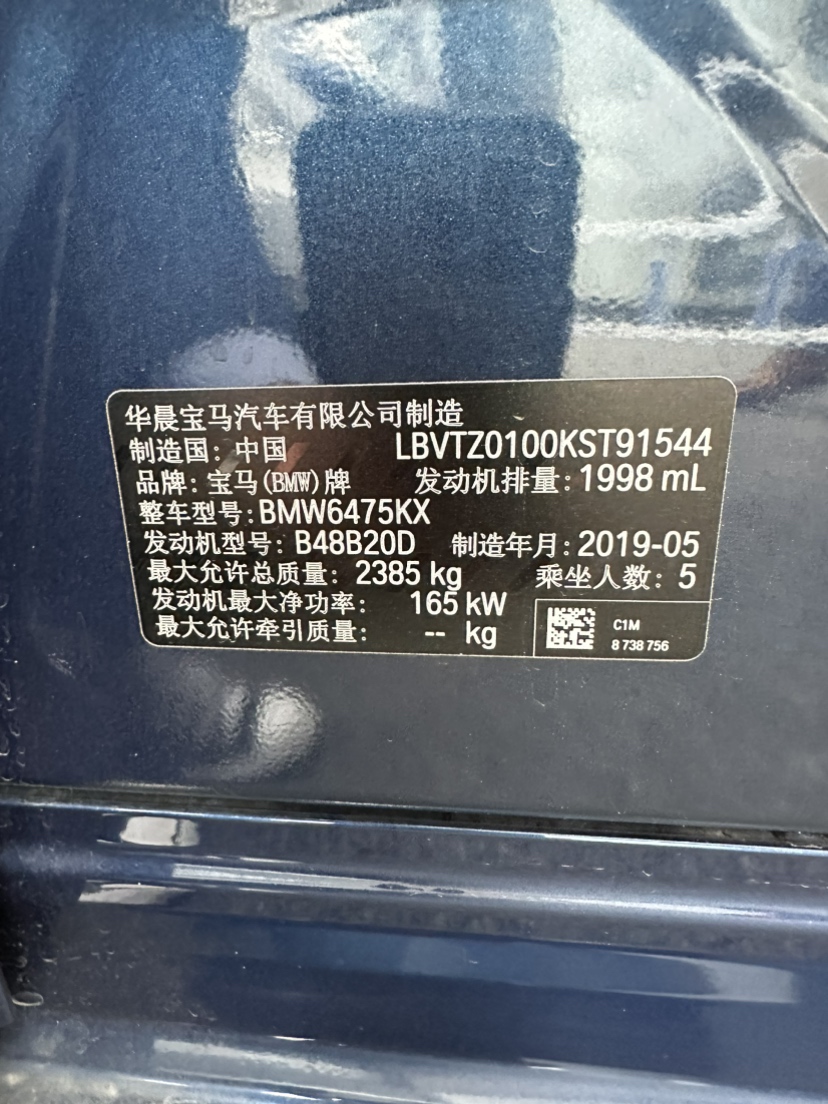 华晨宝马汽车有限公司制造
制造国: 中国 LBVTZ0100KST91544
品牌: 宝马(BMW)牌 发动机排量: 1998 mL
整车型号: BMW6475KX
发动机型号: B48B20D 制造年月: 2019-05
最大允许总质量: 2385 kg 乘坐人数: 5
发动机最大净功率: 165 kW
最大允许牵引质量: -- kg
C1M
8 738 756